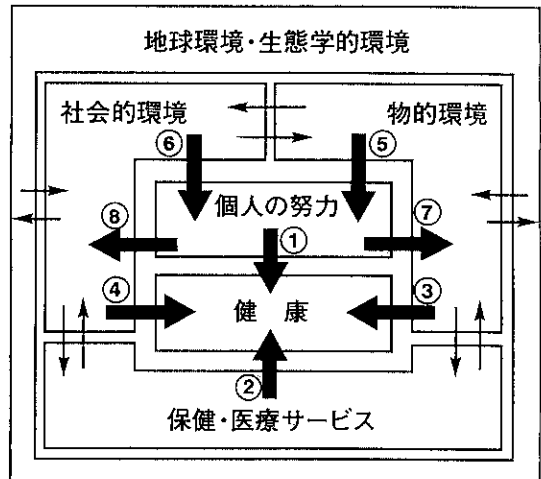 地球環境・生態学的環境
社会的環境
物的環境
⑥
⑤
個人の努力
⑧
⑦
①
④
健 康
③
②
保健・医療サービス